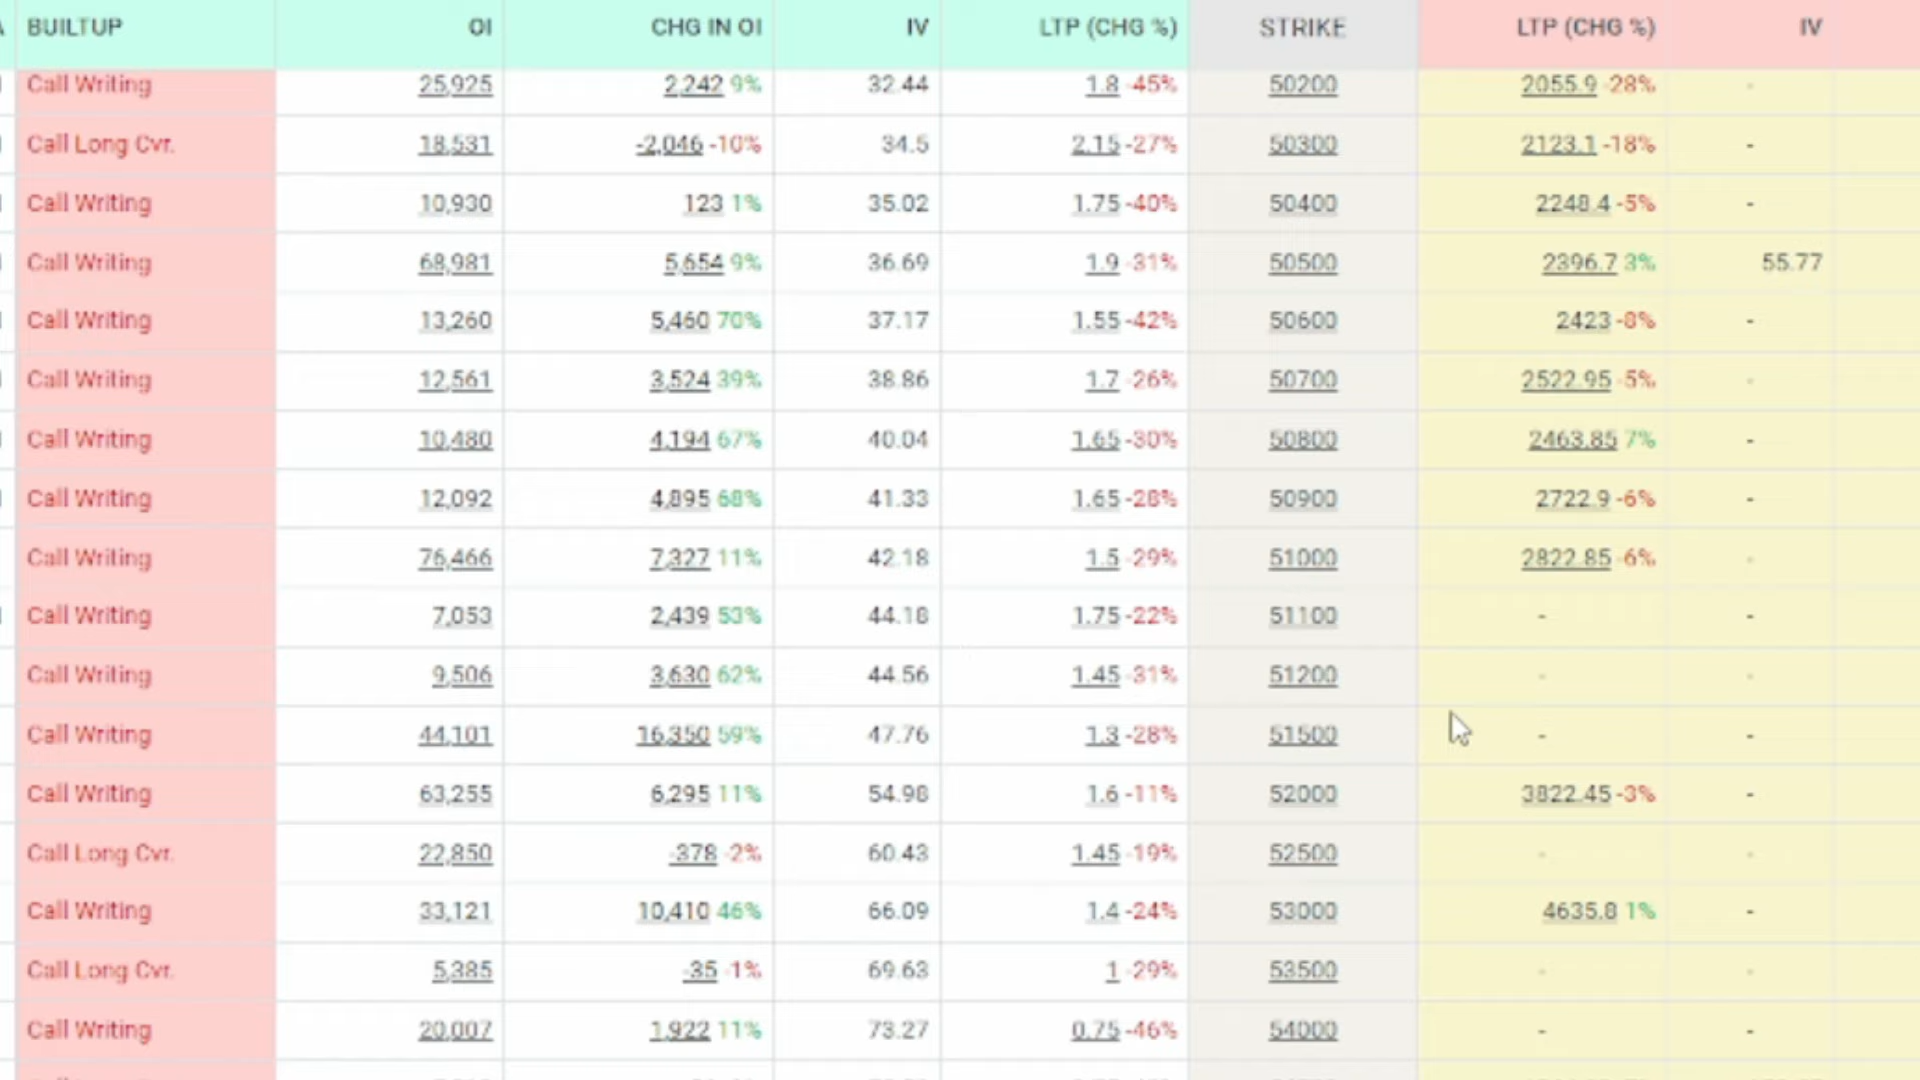 BUILTUP OI CHG IN OI IV LTP (CHG %) STRIKE LTP (CHG %) IV
Call Writing 25,925 2,242 9% 32.44 1.8 -45% 50200 2055.9 -28% -
Call Long Cvr. 18,531 -2,046 -10% 34.5 2.15 -27% 50300 2123.1 -18% -
Call Writing 10,930 123 1% 35.02 1.75 -40% 50400 2248.4 -5% -
Call Writing 68,981 5,654 9% 36.69 1.9 -31% 50500 2396.7 3% 55.77
Call Writing 13,260 5,460 70% 37.17 1.55 -42% 50600 2423 -8% -
Call Writing 12,561 3,524 39% 38.86 1.7 -26% 50700 2522.95 -5% -
Call Writing 10,480 4,194 67% 40.04 1.65 -30% 50800 2463.85 7% -
Call Writing 12,092 4,895 68% 41.33 1.65 -28% 50900 2722.9 -6% -
Call Writing 76,466 7,327 11% 42.18 1.5 -29% 51000 2822.85 -6% -
Call Writing 7,053 2,439 53% 44.18 1.75 -22% 51100 - -
Call Writing 9,506 3,630 62% 44.56 1.45 -31% 51200 - -
Call Writing 44,101 16,350 59% 47.76 1.3 -28% 51500 - -
Call Writing 63,255 6,295 11% 54.98 1.6 -11% 52000 3822.45 -3% -
Call Long Cvr. 22,850 -378 -2% 60.43 1.45 -19% 52500 - -
Call Writing 33,121 10,410 46% 66.09 1.4 -24% 53000 4635.8 1% -
Call Long Cvr. 5,385 -35 -1% 69.63 1 -29% 53500 - -
Call Writing 20,007 1,922 11% 73.27 0.75 -46% 54000 - -